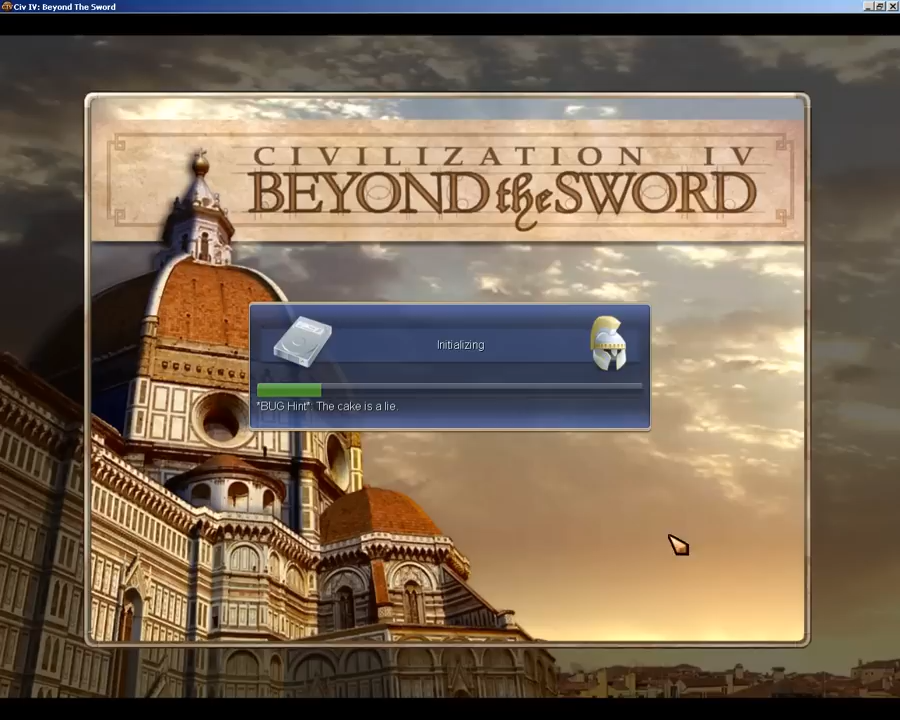 Civ IV: Beyond The Sword
CIVILIZATION IV
BEYOND the SWORD
Initializing
*BUG Hint*: The cake is a lie.